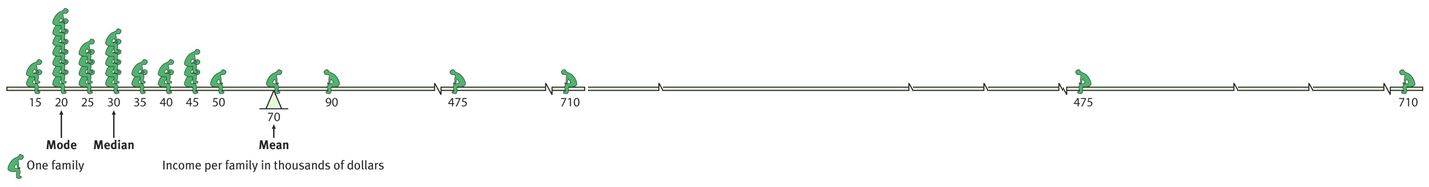 15 20 25 30 35 40 45 50 70 90 475 710 475 710
Mode Median Mean
One family Income per family in thousands of dollars